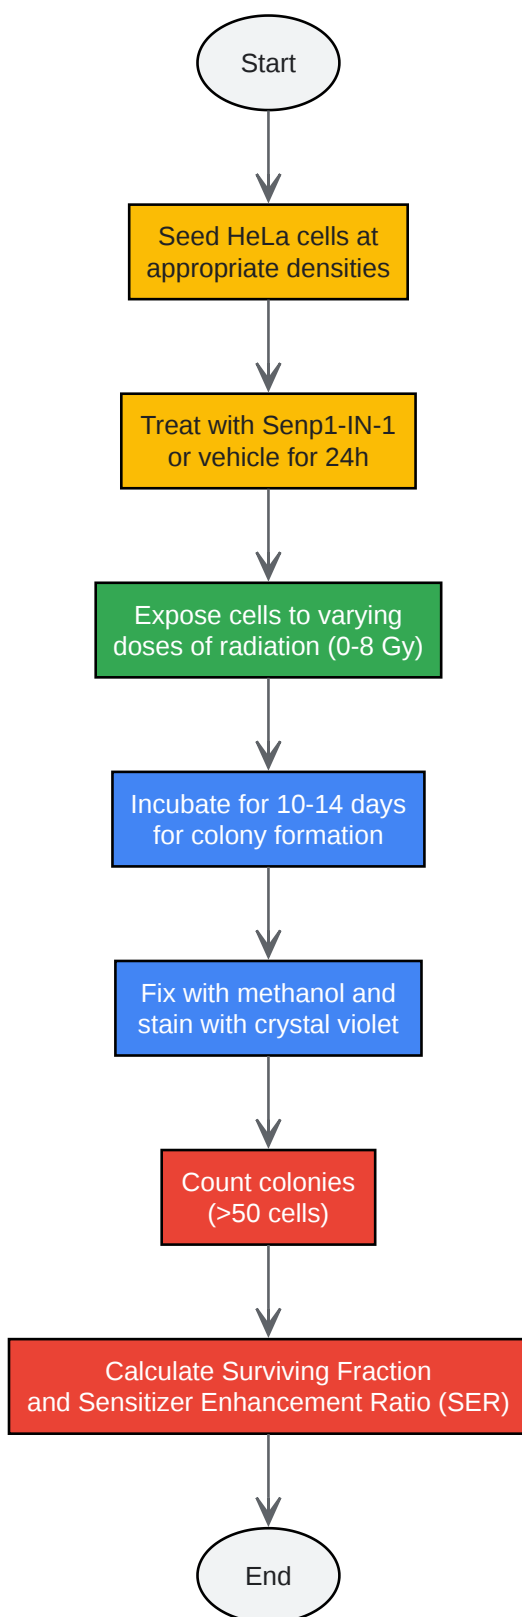 Start
Seed HeLa cells at
appropriate densities
Treat with Senp1-IN-1
or vehicle for 24h
Expose cells to varying
doses of radiation (0-8 Gy)
Incubate for 10-14 days
for colony formation
Fix with methanol and
stain with crystal violet
Count colonies
(>50 cells)
Calculate Surviving Fraction
and Sensitizer Enhancement Ratio (SER)
End